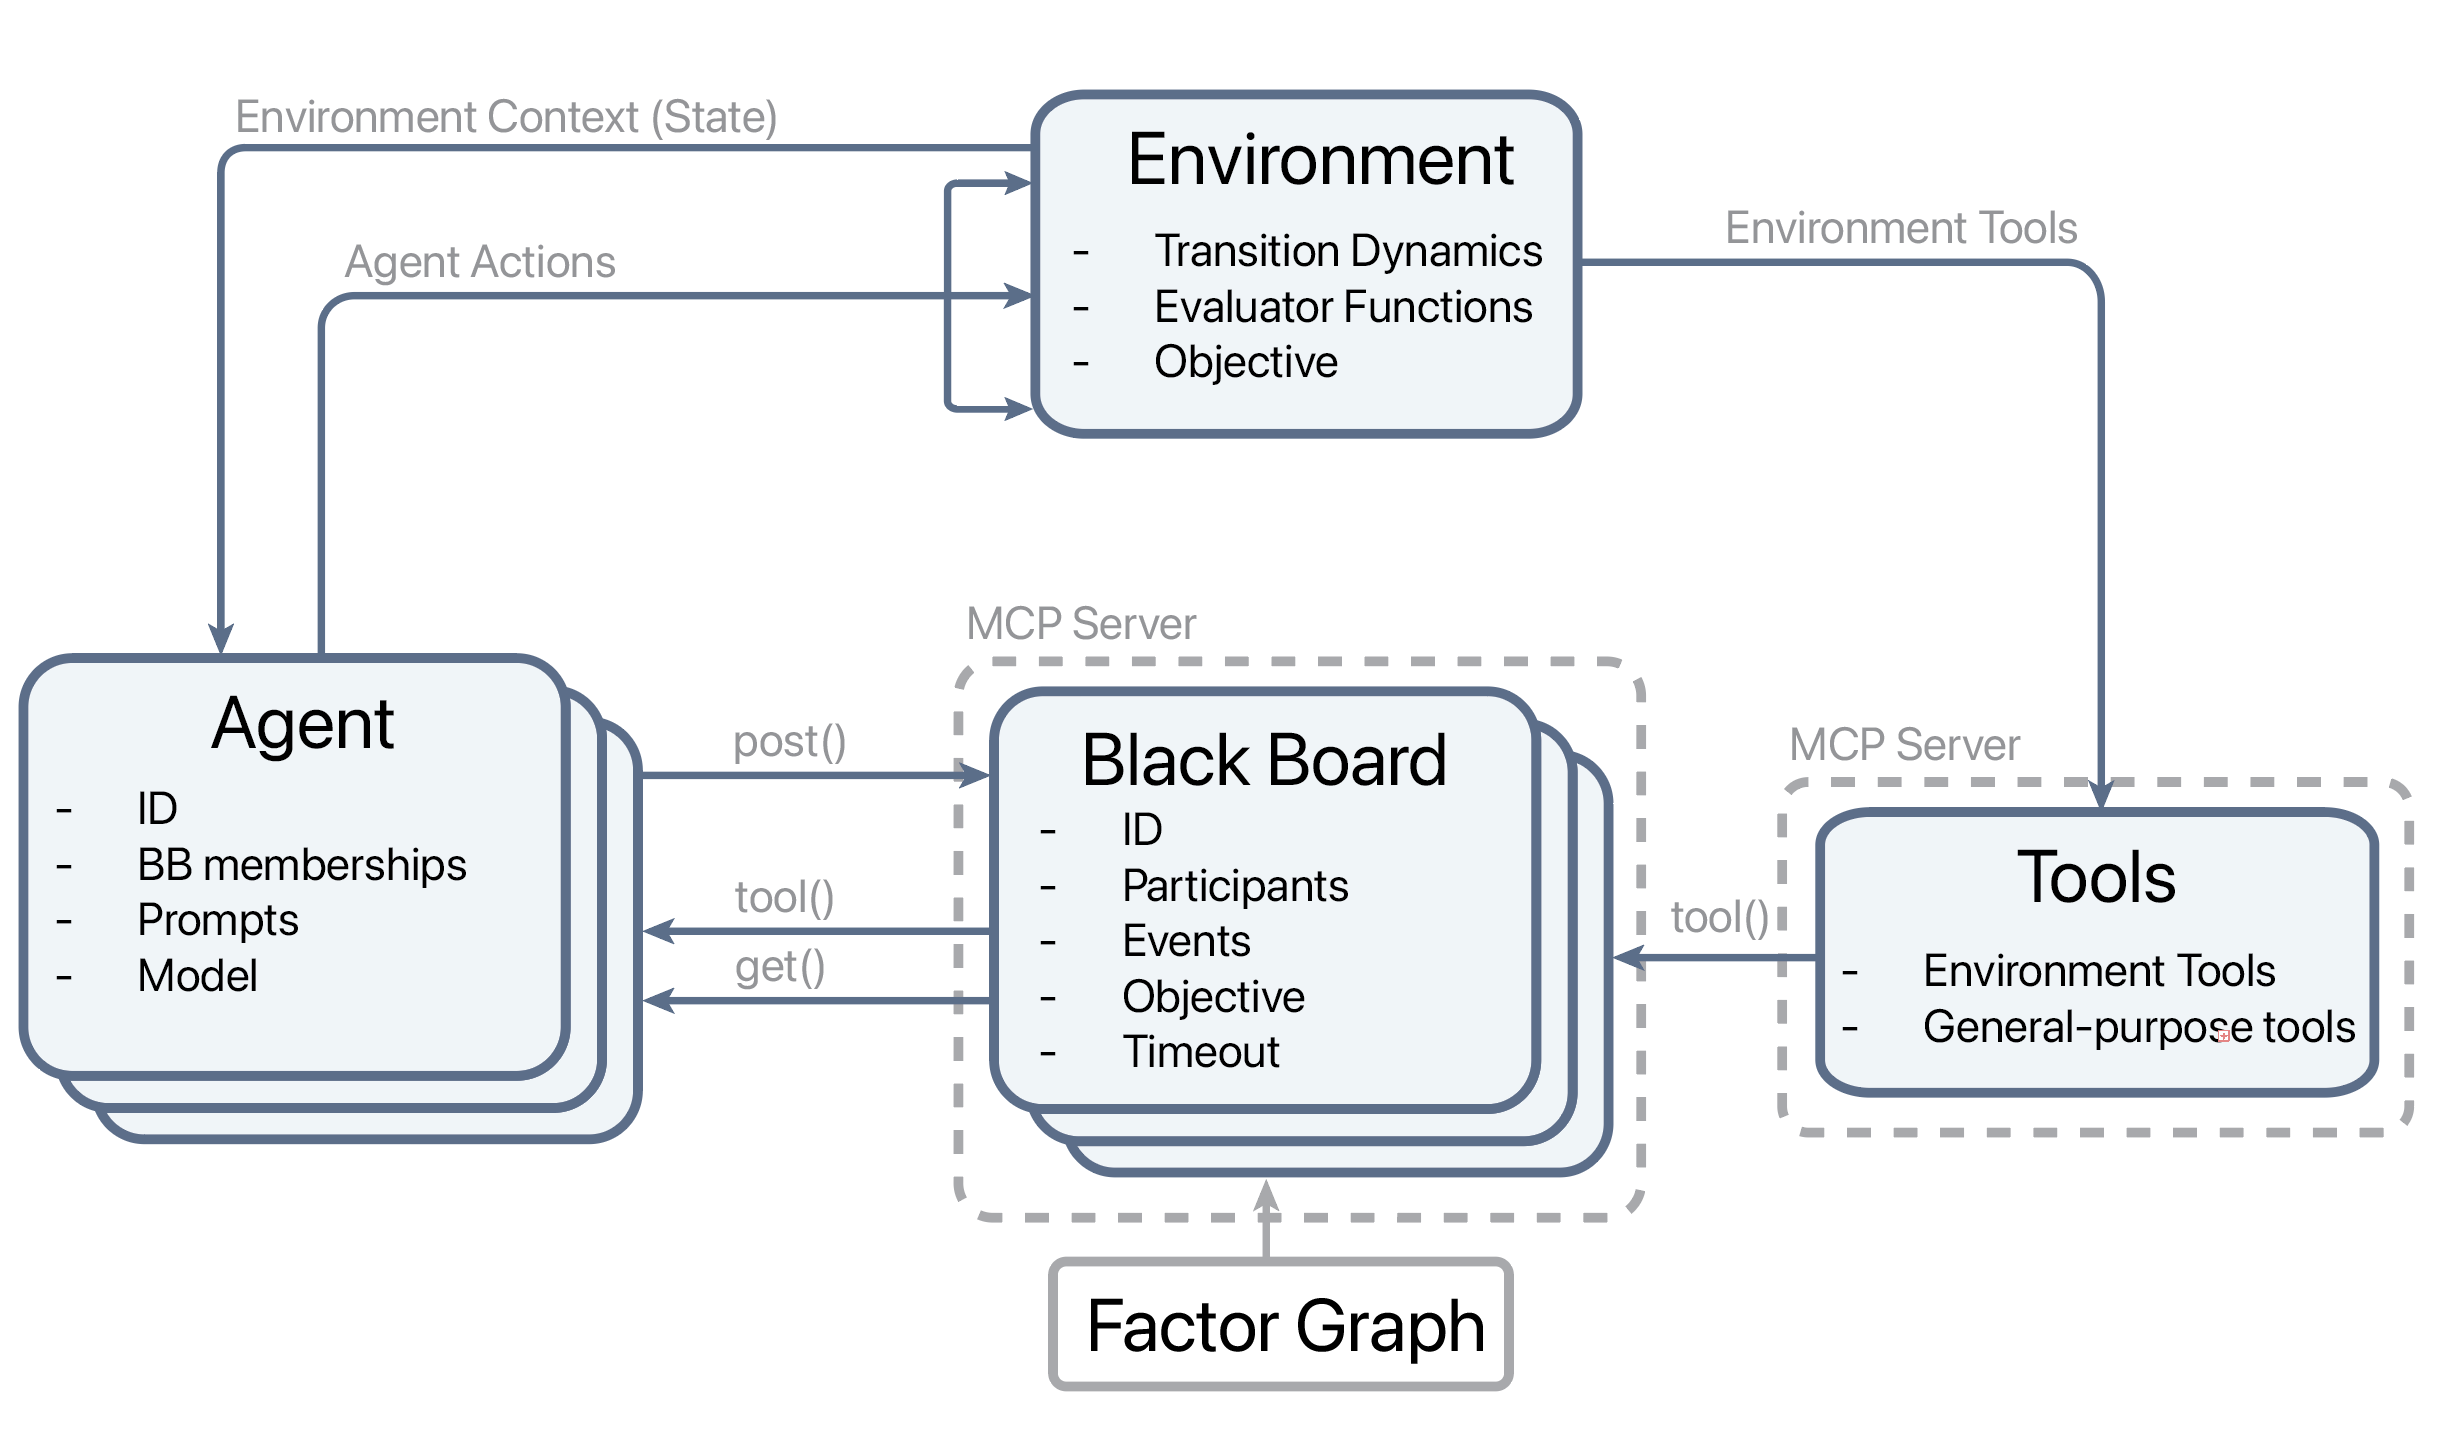 Environment Context (State)
Agent Actions
Environment
- Transition Dynamics
- Evaluator Functions
- Objective
Environment Tools
Agent
- ID
- BB memberships
- Prompts
- Model
post()
tool()
get()
MCP Server
Black Board
- ID
- Participants
- Events
- Objective
- Timeout
tool()
MCP Server
Tools
- Environment Tools
- General-purpose tools
Factor Graph